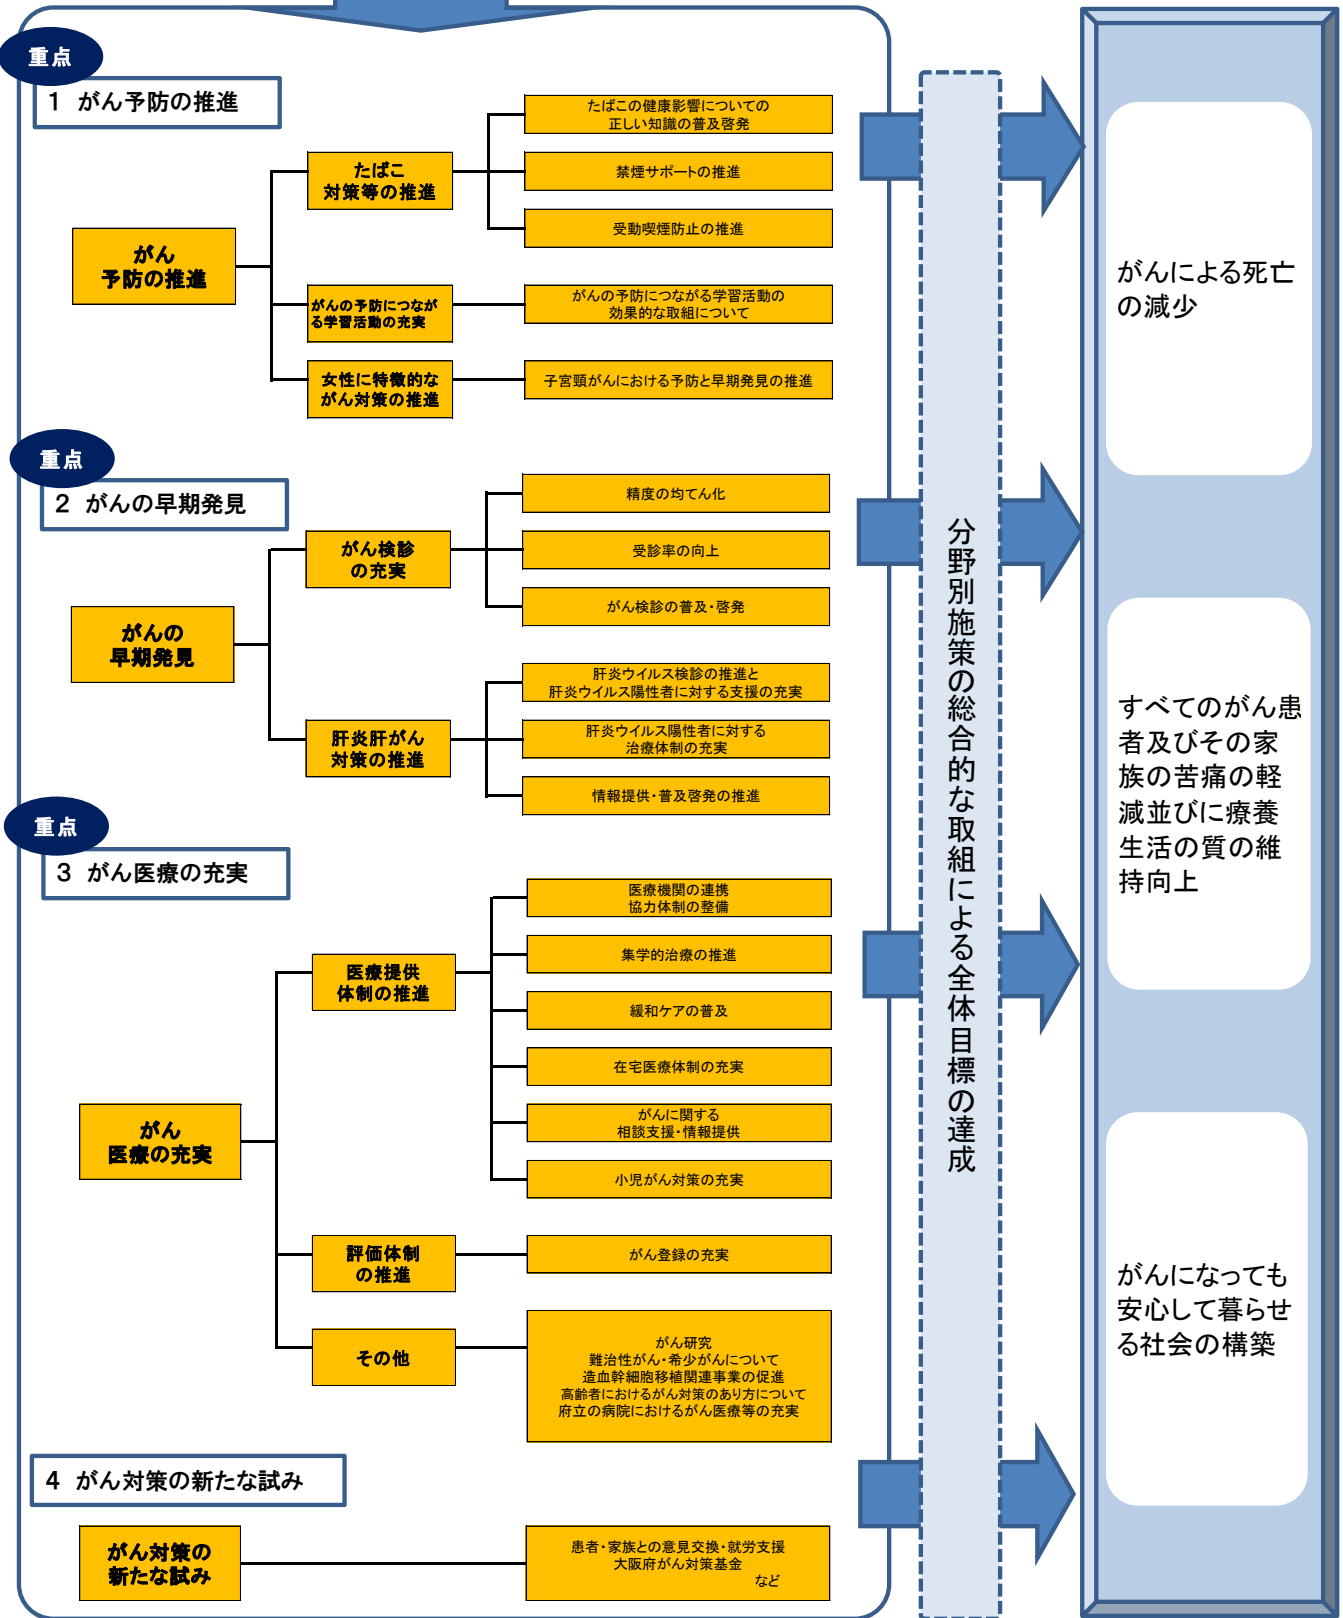 重点
1 がん予防の推進
がん
予防の推進
たばこ
対策等の推進
たばこの健康影響についての
正しい知識の普及啓発
禁煙サポートの推進
受動喫煙防止の推進
がんの予防につなが
る学習活動の充実
がんの予防につながる学習活動の
効果的な取組について
女性に特徴的な
がん対策の推進
子宮頸がんにおける予防と早期発見の推進
重点
2 がんの早期発見
がんの
早期発見
がん検診
の充実
精度の均てん化
受診率の向上
がん検診の普及・啓発
肝炎肝がん
対策の推進
肝炎ウイルス検診の推進と
肝炎ウイルス陽性者に対する支援の充実
肝炎ウイルス陽性者に対する
治療体制の充実
情報提供・普及啓発の推進
重点
3 がん医療の充実
がん
医療の充実
医療提供
体制の推進
医療機関の連携
協力体制の整備
集学的治療の推進
緩和ケアの普及
在宅医療体制の充実
がんに関する
相談支援・情報提供
小児がん対策の充実
評価体制
の推進
がん登録の充実
その他
がん研究
難治性がん・希少がんについて
造血幹細胞移植関連事業の促進
高齢者におけるがん対策のあり方について
府立の病院におけるがん医療等の充実
4 がん対策の新たな試み
がん対策の
新たな試み
患者・家族との意見交換・就労支援
大阪府がん対策基金
など
分野別施策の総合的な取組による全体目標の達成
がんによる死亡
の減少
すべてのがん患
者及びその家
族の苦痛の軽
減並びに療養
生活の質の維
持向上
がんになっても
安心して暮らせ
る社会の構築